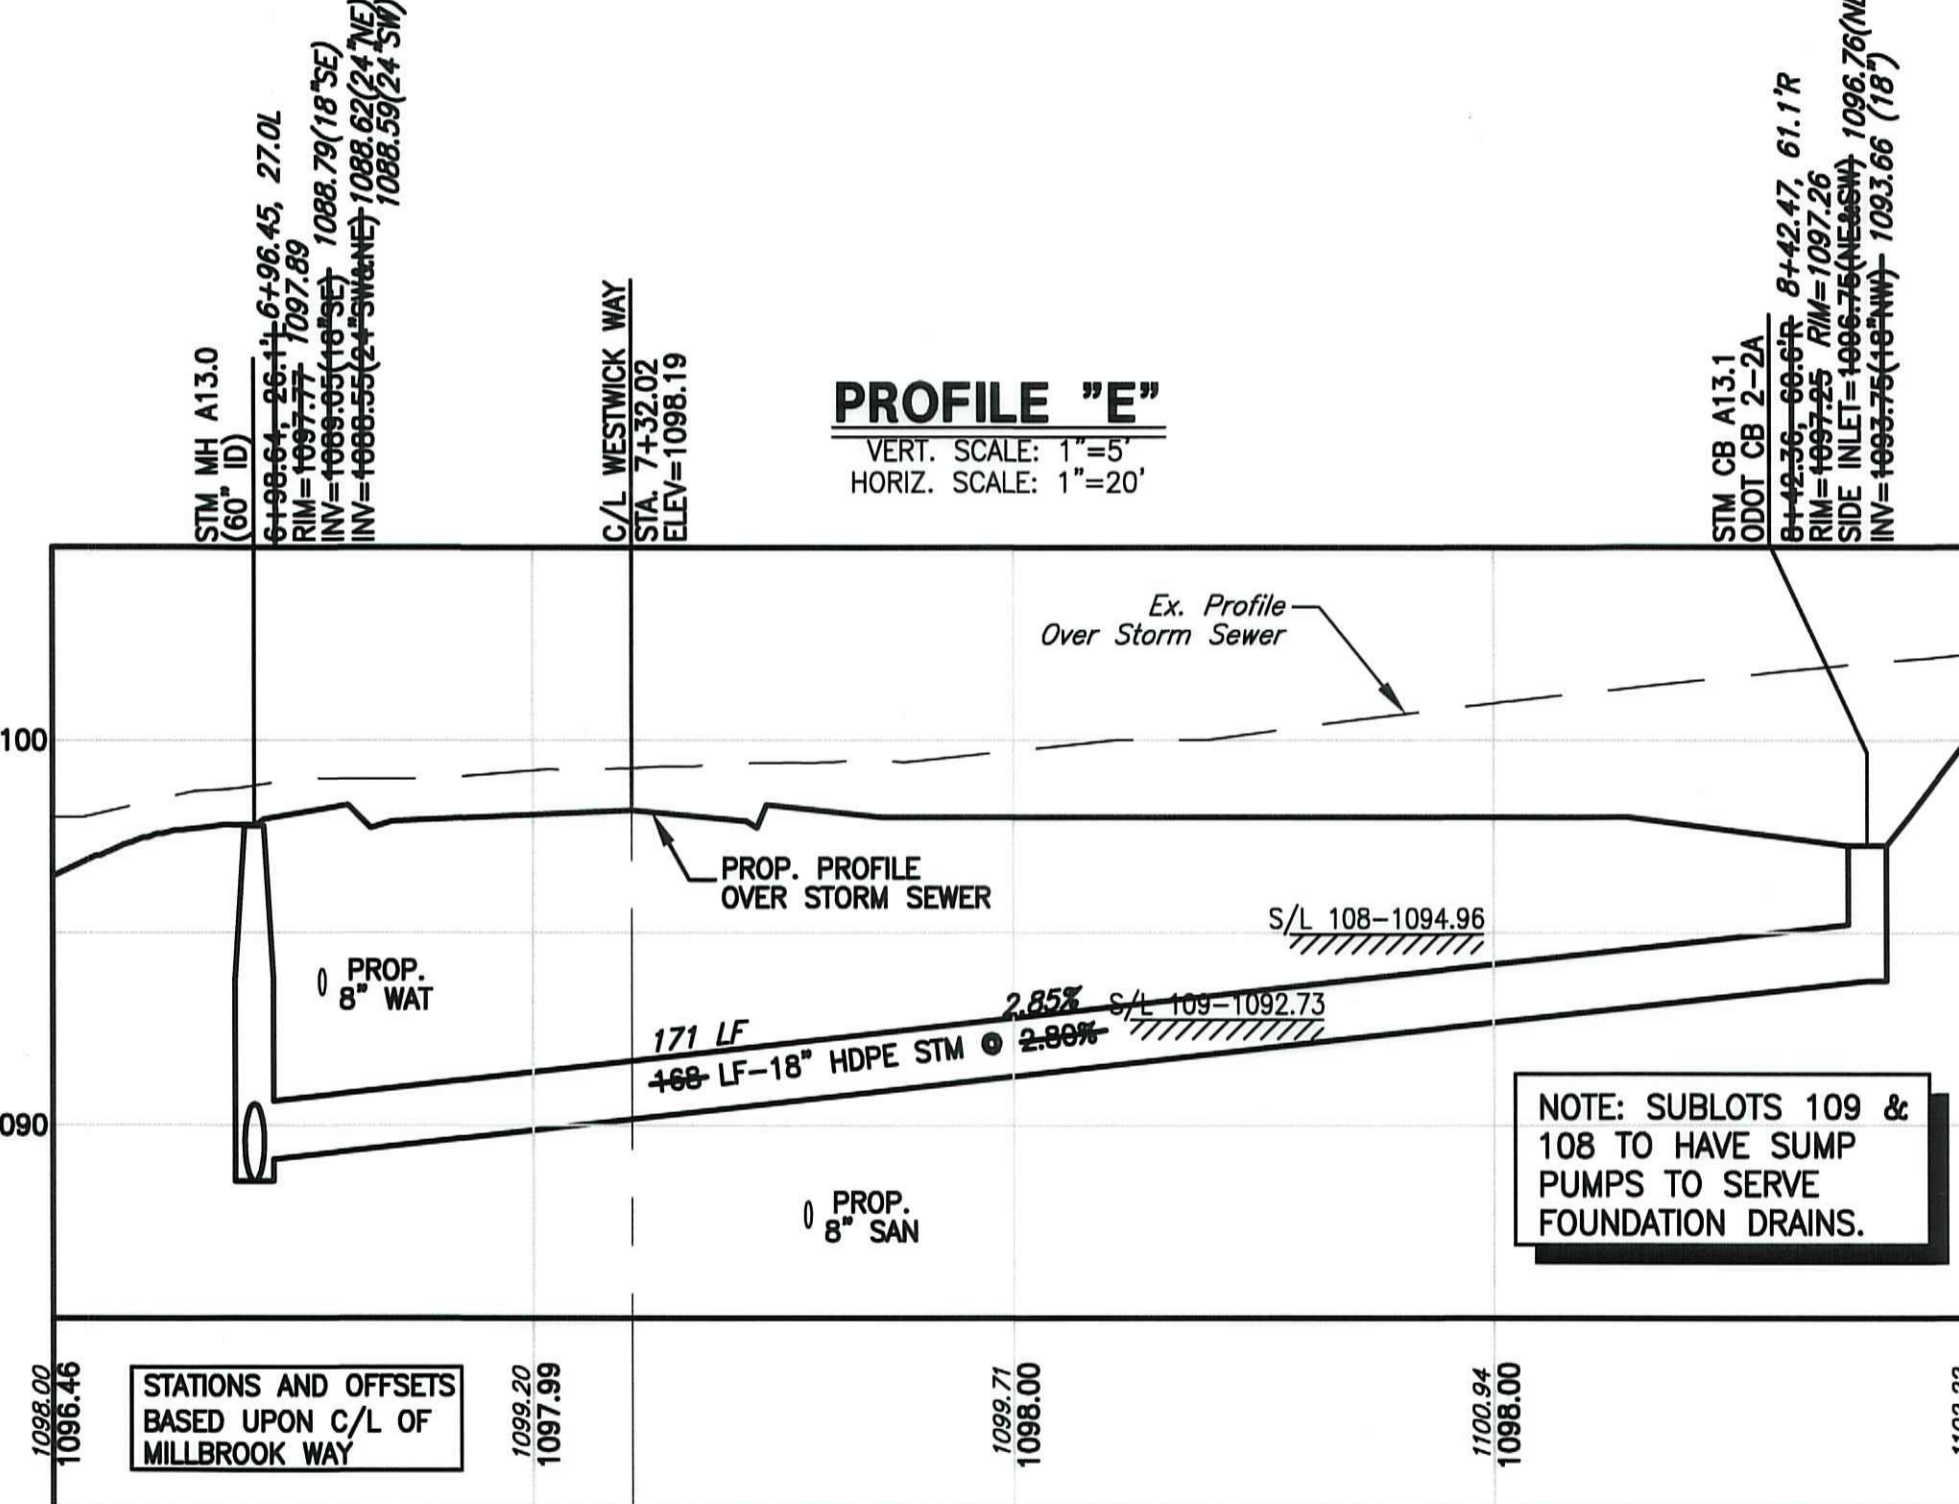 STM MH A13.0
(60" ID)
6+98.64, 26.1'L 6+96.45, 27.0L
RIM=1097.77 1097.89
INV=1089.05(18"SE) 1088.79(18"SE)
INV=1088.55(24"SW&NE) 1088.62(24"NE)
1088.59(24"SW)
C/L WESTWICK WAY
STA. 7+32.02
ELEV=1098.19
PROFILE "E"
VERT. SCALE: 1"=5'
HORIZ. SCALE: 1"=20'
STM CB A13.1
ODOT CB 2-2A
8+42.36, 60.6'R 8+42.47, 61.1'R
RIM=1097.25 RIM=1097.26
SIDE INLET=1096.75(NE&SW) 1096.76(NE
INV=1093.75(18"NW) 1093.66 (18")
Ex. Profile
Over Storm Sewer
100
PROP. PROFILE
OVER STORM SEWER
S/L 108-1094.96
PROP.
8" WAT
2.85%
S/L 109-1092.73
171 LF
168 LF-18" HDPE STM @ 2.80%
090
NOTE: SUBLOTS 109 &
108 TO HAVE SUMP
PUMPS TO SERVE
FOUNDATION DRAINS.
PROP.
8" SAN
1098.00
1096.46
STATIONS AND OFFSETS
BASED UPON C/L OF
MILLBROOK WAY
1099.20
1097.99
1099.71
1098.00
1100.94
1098.00